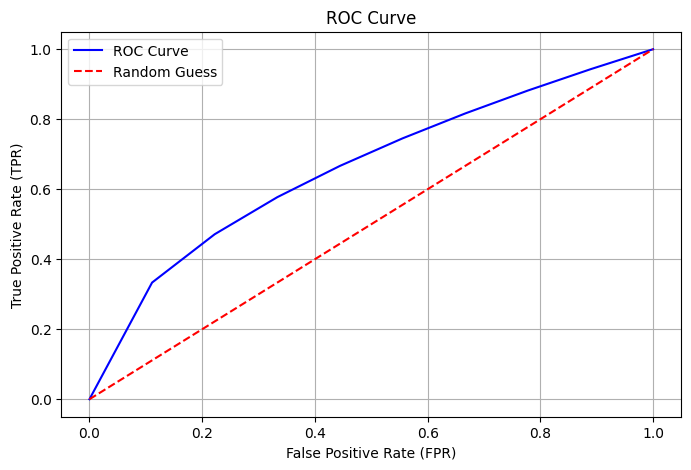 ROC Curve
ROC Curve
Random Guess
True Positive Rate (TPR)
1.0
0.8
0.6
0.4
0.2
0.0
0.0 0.2 0.4 0.6 0.8 1.0
False Positive Rate (FPR)